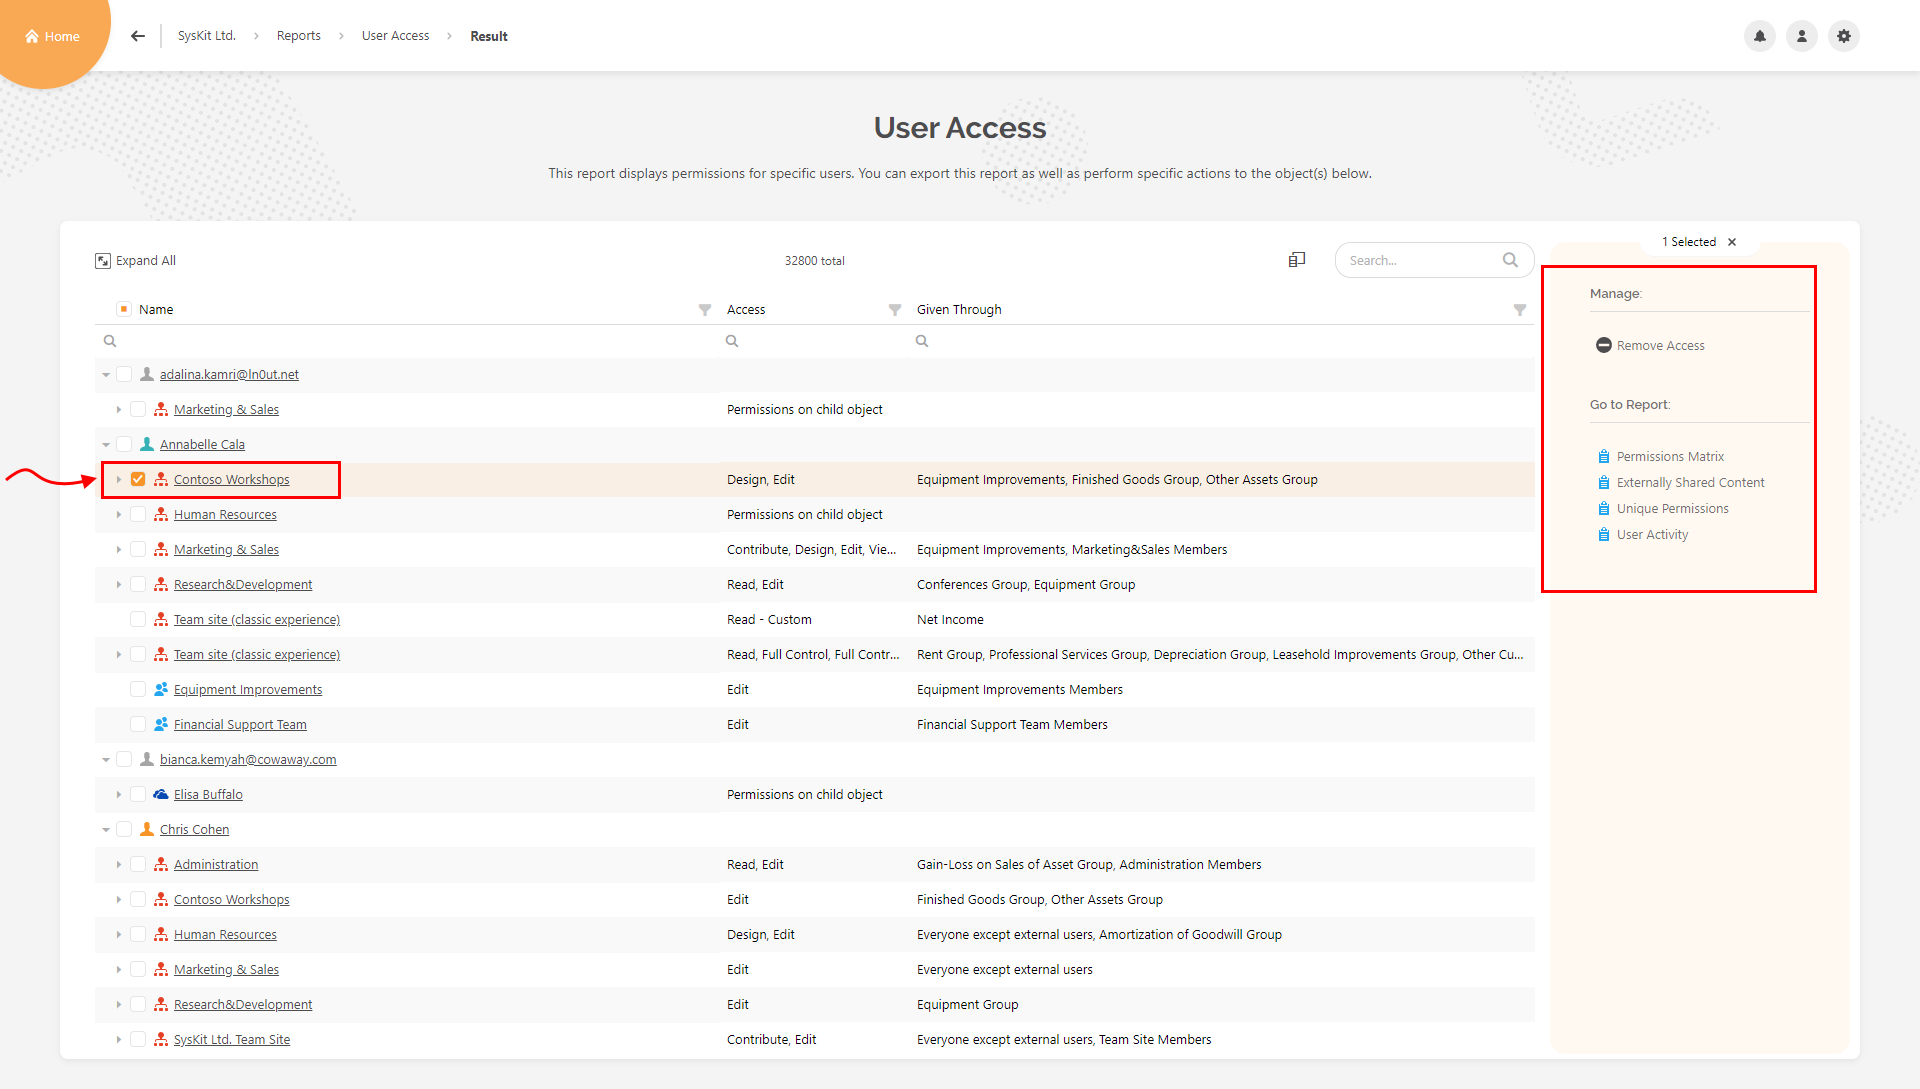 Home
SysKit Ltd. > Reports > User Access > Result
User Access
This report displays permissions for specific users. You can export this report as well as perform specific actions to the object(s) below.
Expand All
32800 total
Search...
1 Selected
Name Access Given Through
adalina.kamri@ln0ut.net
Marketing & Sales Permissions on child object
Annabelle Cala
Contoso Workshops Design, Edit Equipment Improvements, Finished Goods Group, Other Assets Group
Human Resources Permissions on child object
Marketing & Sales Contribute, Design, Edit, Vie... Equipment Improvements, Marketing&Sales Members
Research&Development Read, Edit Conferences Group, Equipment Group
Team site (classic experience) Read - Custom Net Income
Team site (classic experience) Read, Full Control, Full Contr... Rent Group, Professional Services Group, Depreciation Group, Leasehold Improvements Group, Other Cu...
Equipment Improvements Edit Equipment Improvements Members
Financial Support Team Edit Financial Support Team Members
bianca.kemyah@cowaway.com
Elisa Buffalo Permissions on child object
Chris Cohen
Administration Read, Edit Gain-Loss on Sales of Asset Group, Administration Members
Contoso Workshops Edit Finished Goods Group, Other Assets Group
Human Resources Design, Edit Everyone except external users, Amortization of Goodwill Group
Marketing & Sales Edit Everyone except external users
Research&Development Edit Equipment Group
SysKit Ltd. Team Site Contribute, Edit Everyone except external users, Team Site Members
Manage:
Remove Access
Go to Report:
Permissions Matrix
Externally Shared Content
Unique Permissions
User Activity